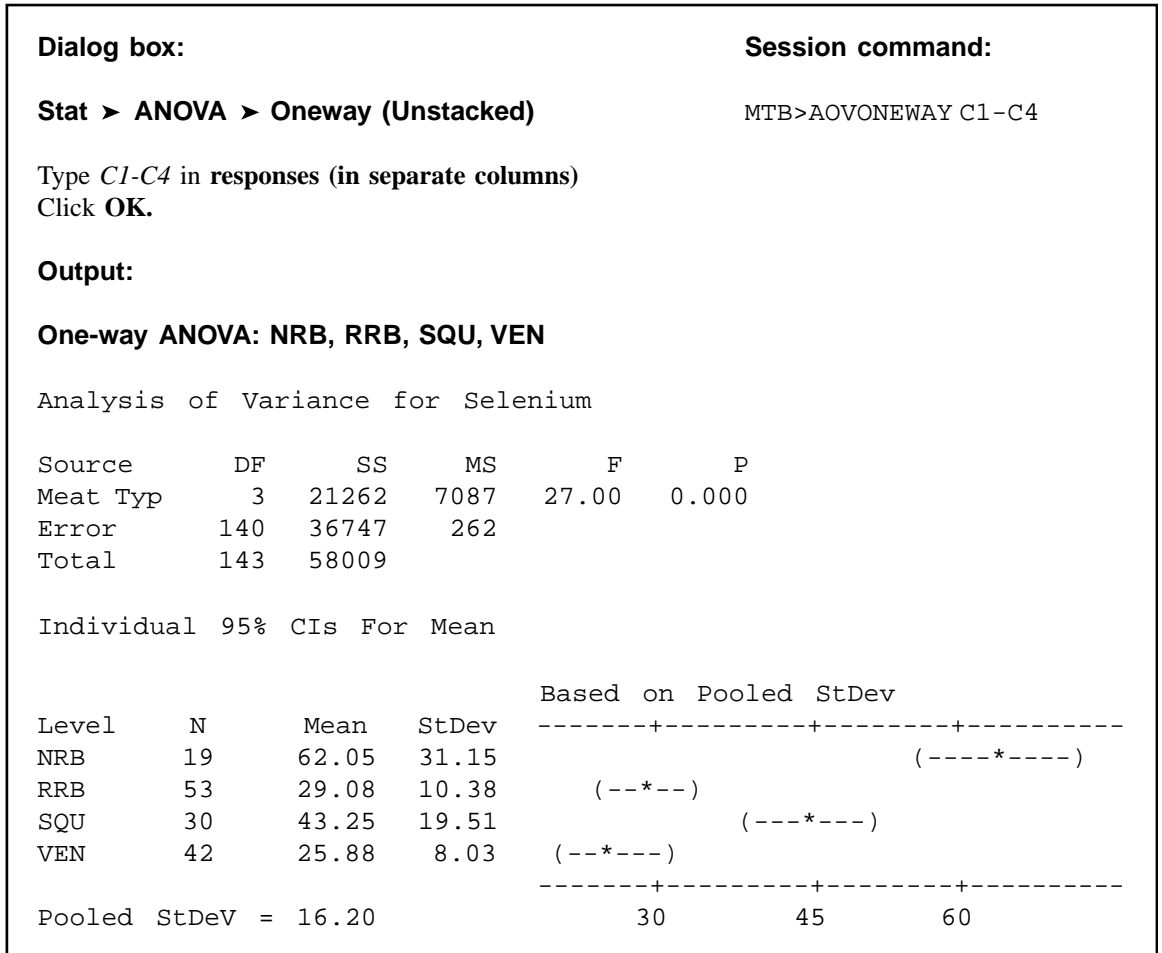 Dialog box: Session command:
Stat ➤ ANOVA ➤ Oneway (Unstacked) MTB>AOVONEWAY C1-C4
Type C1-C4 in responses (in separate columns)
Click OK.
Output:
One-way ANOVA: NRB, RRB, SQU, VEN
Analysis of Variance for Selenium
Source DF SS MS F P
Meat Typ 3 21262 7087 27.00 0.000
Error 140 36747 262
Total 143 58009
Individual 95% CIs For Mean
Based on Pooled StDev
Level N Mean StDev -------+---------+--------+----------
NRB 19 62.05 31.15 (----*----)
RRB 53 29.08 10.38 (--*--)
SQU 30 43.25 19.51 (---*---)
VEN 42 25.88 8.03 (--*---)
-------+---------+--------+----------
Pooled StDeV = 16.20 30 45 60